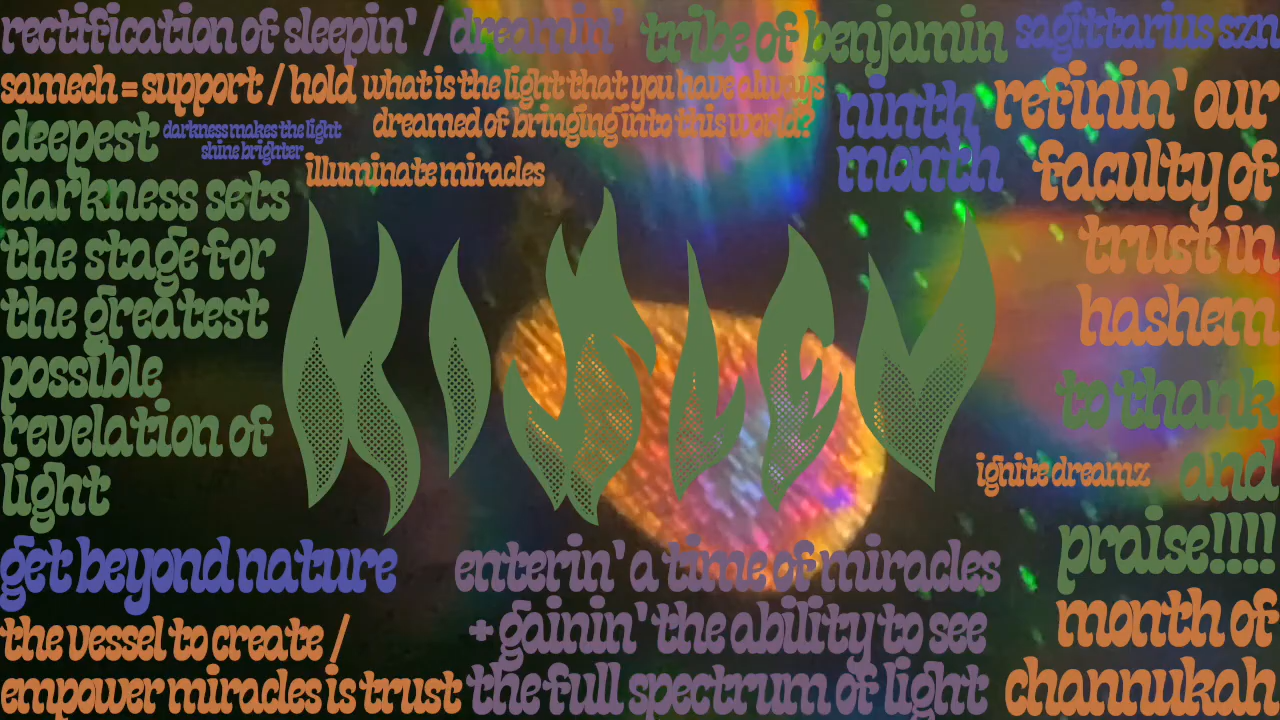 rectification of sleepin' / dreamin'
tribe of benjamin
sagittarius szn
samech = support / hold
what is the light that you have always
dreamed of bringing into this world?
ninth
month
refinin' our
faculty of
trust in
hashem
to thank
and
praise!!!!
deepest
darkness sets
the stage for
the greatest
possible
revelation of
light
darkness makes the light
shine brighter
illuminate miracles
KISLEV
ignite dreamz
get beyond nature
enterin' a time of miracles
+ gainin' the ability to see
the full spectrum of light
the vessel to create /
empower miracles is trust
month of
channukah